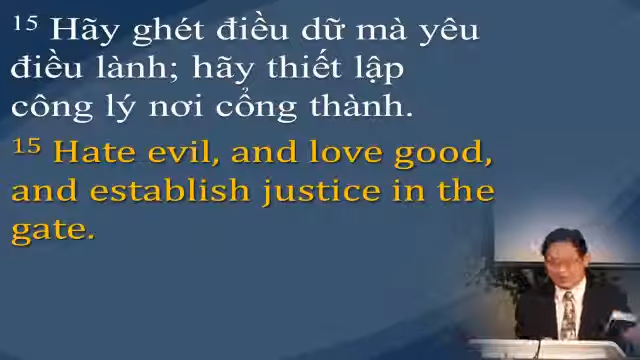 15 Hãy ghét điều dữ mà yêu
điều lành; hãy thiết lập
công lý nơi cổng thành.
15 Hate evil, and love good,
and establish justice in the
gate.